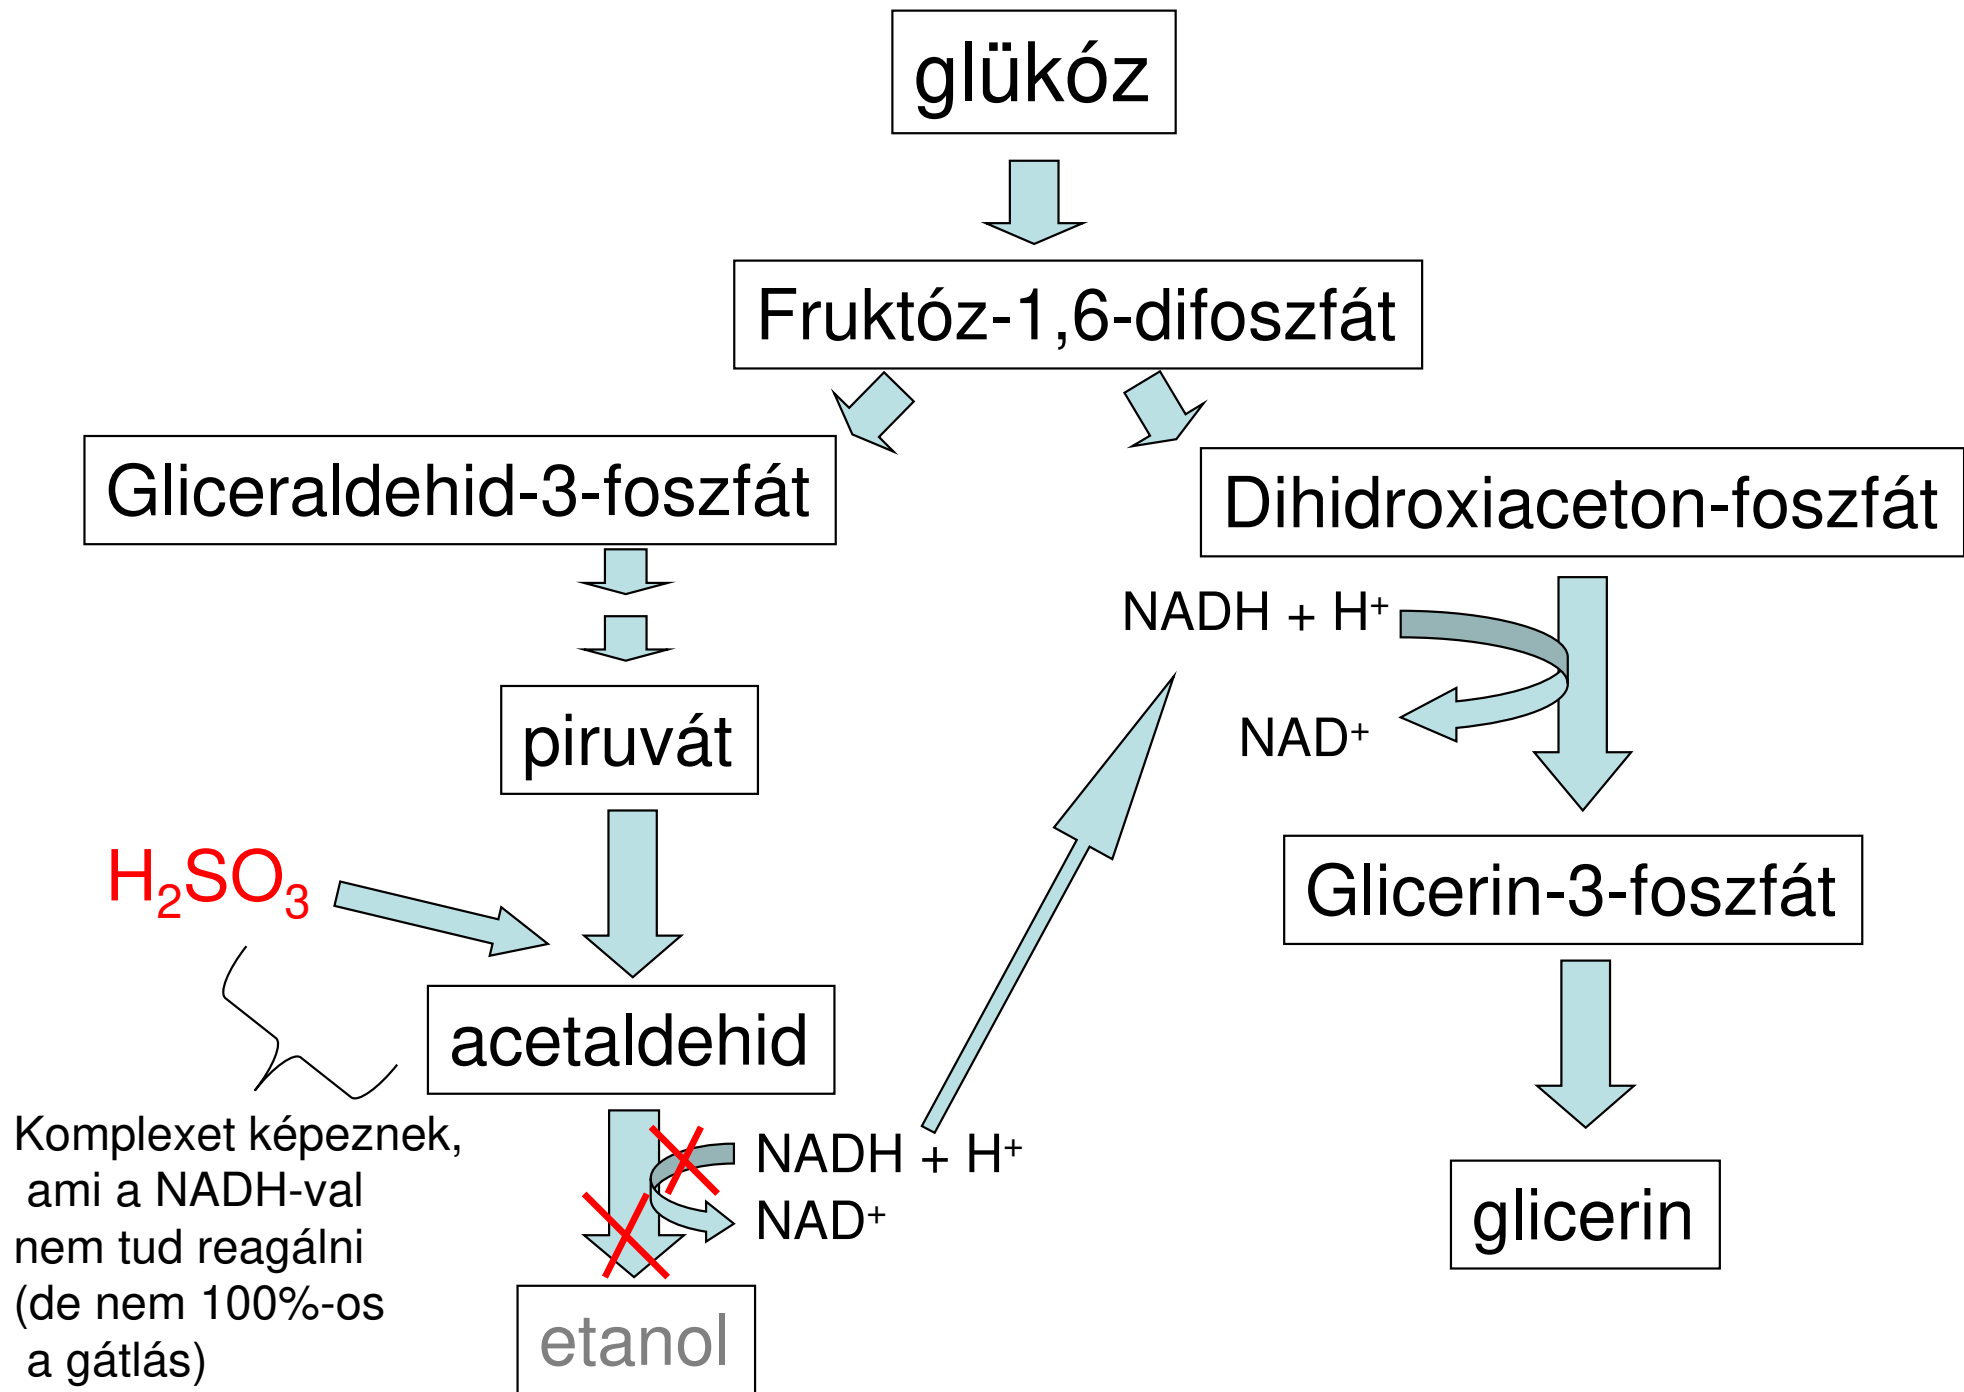 glükóz
Fruktóz-1,6-difoszfát
Gliceraldehid-3-foszfát
Dihidroxiaceton-foszfát
NADH + H⁺
NAD⁺
piruvát
H₂SO₃
Glicerin-3-foszfát
acetaldehid
Komplexet képeznek,
ami a NADH-val
nem tud reagálni
(de nem 100%-os
a gátlás)
NADH + H⁺
NAD⁺
glicerin
etanol